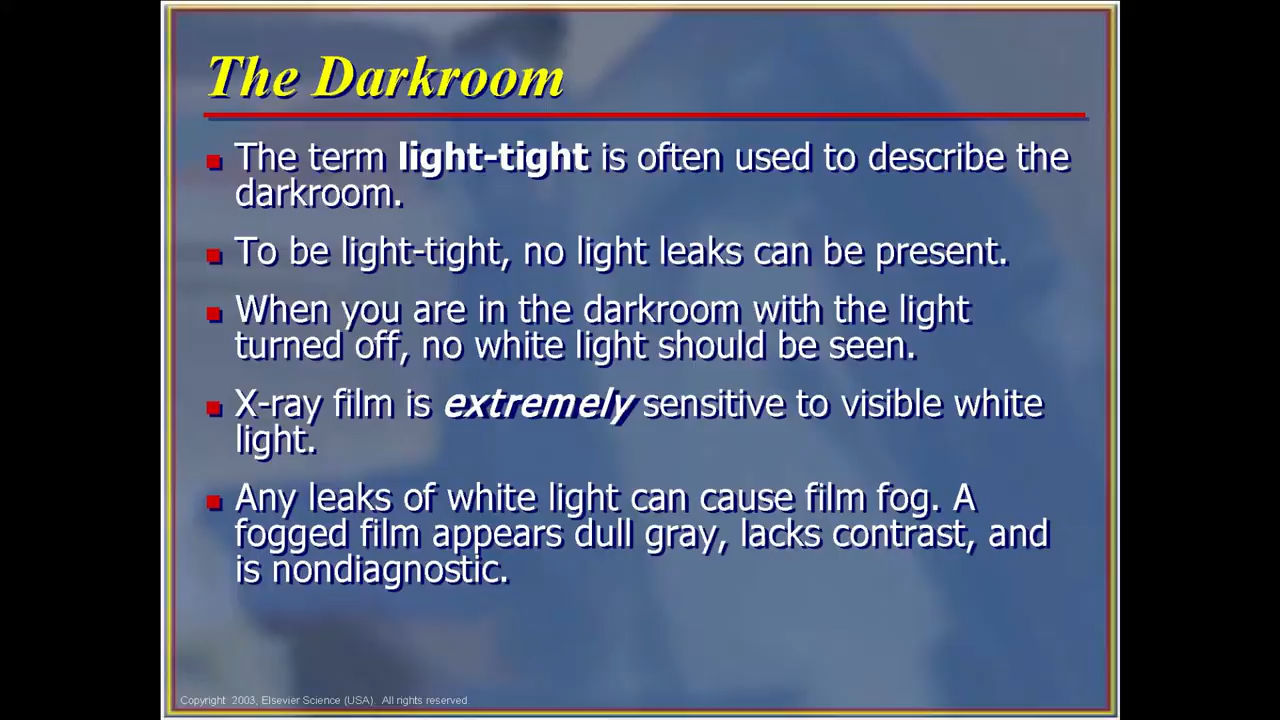 The Darkroom
The term light-tight is often used to describe the
darkroom.
To be light-tight, no light leaks can be present.
When you are in the darkroom with the light
turned off, no white light should be seen.
X-ray film is extremely sensitive to visible white
light.
Any leaks of white light can cause film fog. A
fogged film appears dull gray, lacks contrast, and
is nondiagnostic.
Copyright 2003, Elsevier Science (USA). All rights reserved.